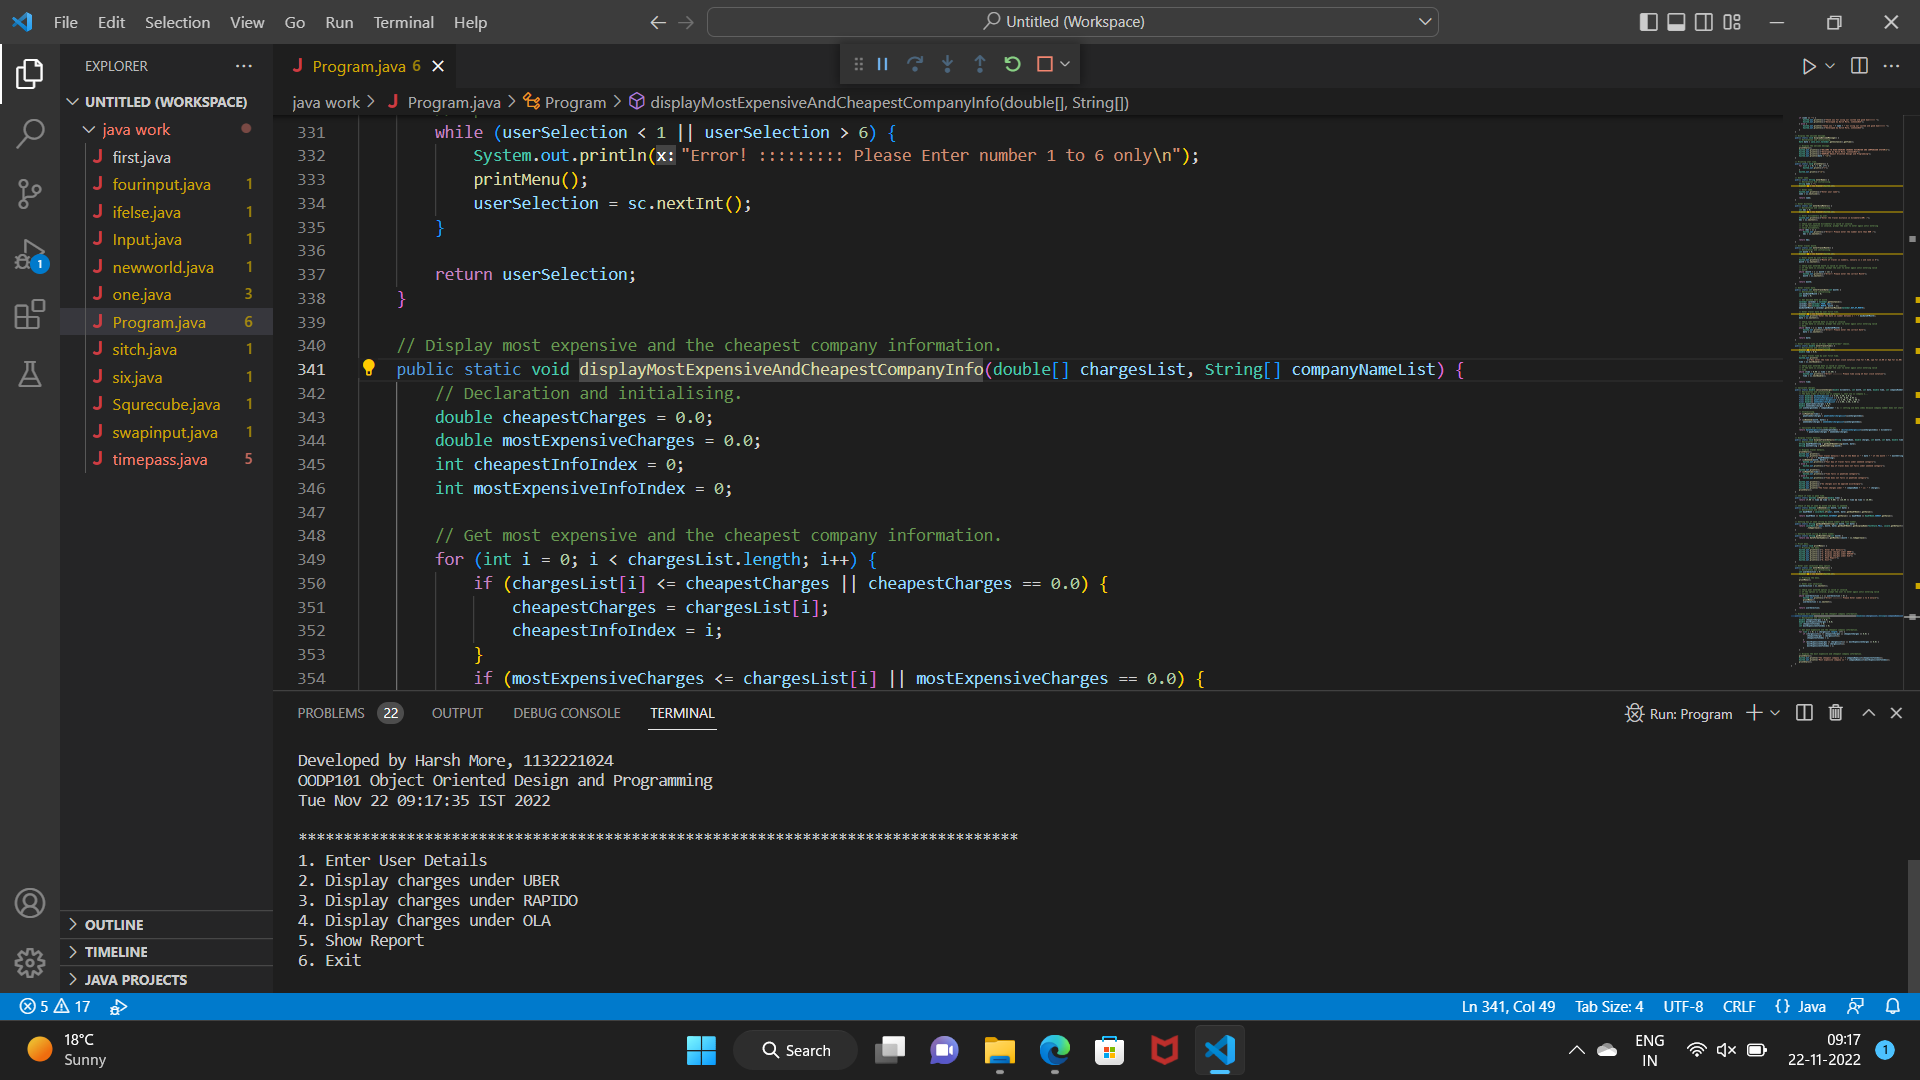 File Edit Selection View Go Run Terminal Help
Untitled (Workspace)
EXPLORER
Program.java 6
UNTITLED (WORKSPACE)
java work
first.java
fourinput.java 1
ifelse.java 1
Input.java 1
newworld.java 1
one.java 3
Program.java 6
sitch.java 1
six.java 1
Squrecube.java 1
swapinput.java 1
timepass.java 5
OUTLINE
TIMELINE
JAVA PROJECTS
java work > Program.java > Program > displayMostExpensiveAndCheapestCompanyInfo(double[], String[])
331 while (userSelection < 1 || userSelection > 6) {
332 System.out.println(x: "Error! ::::::::: Please Enter number 1 to 6 only\n");
333 printMenu();
334 userSelection = sc.nextInt();
335 }
336
337 return userSelection;
338 }
339
340 // Display most expensive and the cheapest company information.
341 public static void displayMostExpensiveAndCheapestCompanyInfo(double[] chargesList, String[] companyNameList) {
342 // Declaration and initialising.
343 double cheapestCharges = 0.0;
344 double mostExpensiveCharges = 0.0;
345 int cheapestInfoIndex = 0;
346 int mostExpensiveInfoIndex = 0;
347
348 // Get most expensive and the cheapest company information.
349 for (int i = 0; i < chargesList.length; i++) {
350 if (chargesList[i] <= cheapestCharges || cheapestCharges == 0.0) {
351 cheapestCharges = chargesList[i];
352 cheapestInfoIndex = i;
353 }
354 if (mostExpensiveCharges <= chargesList[i] || mostExpensiveCharges == 0.0) {
PROBLEMS 22 OUTPUT DEBUG CONSOLE TERMINAL
Run: Program
Developed by Harsh More, 1132221024
OODP101 Object Oriented Design and Programming
Tue Nov 22 09:17:35 IST 2022
********************************************************************************
1. Enter User Details
2. Display charges under UBER
3. Display charges under RAPIDO
4. Display Charges under OLA
5. Show Report
6. Exit
5 17
Ln 341, Col 49 Tab Size: 4 UTF-8 CRLF {} Java
18°C
Sunny
Search
ENG
IN
09:17
22-11-2022
1
1